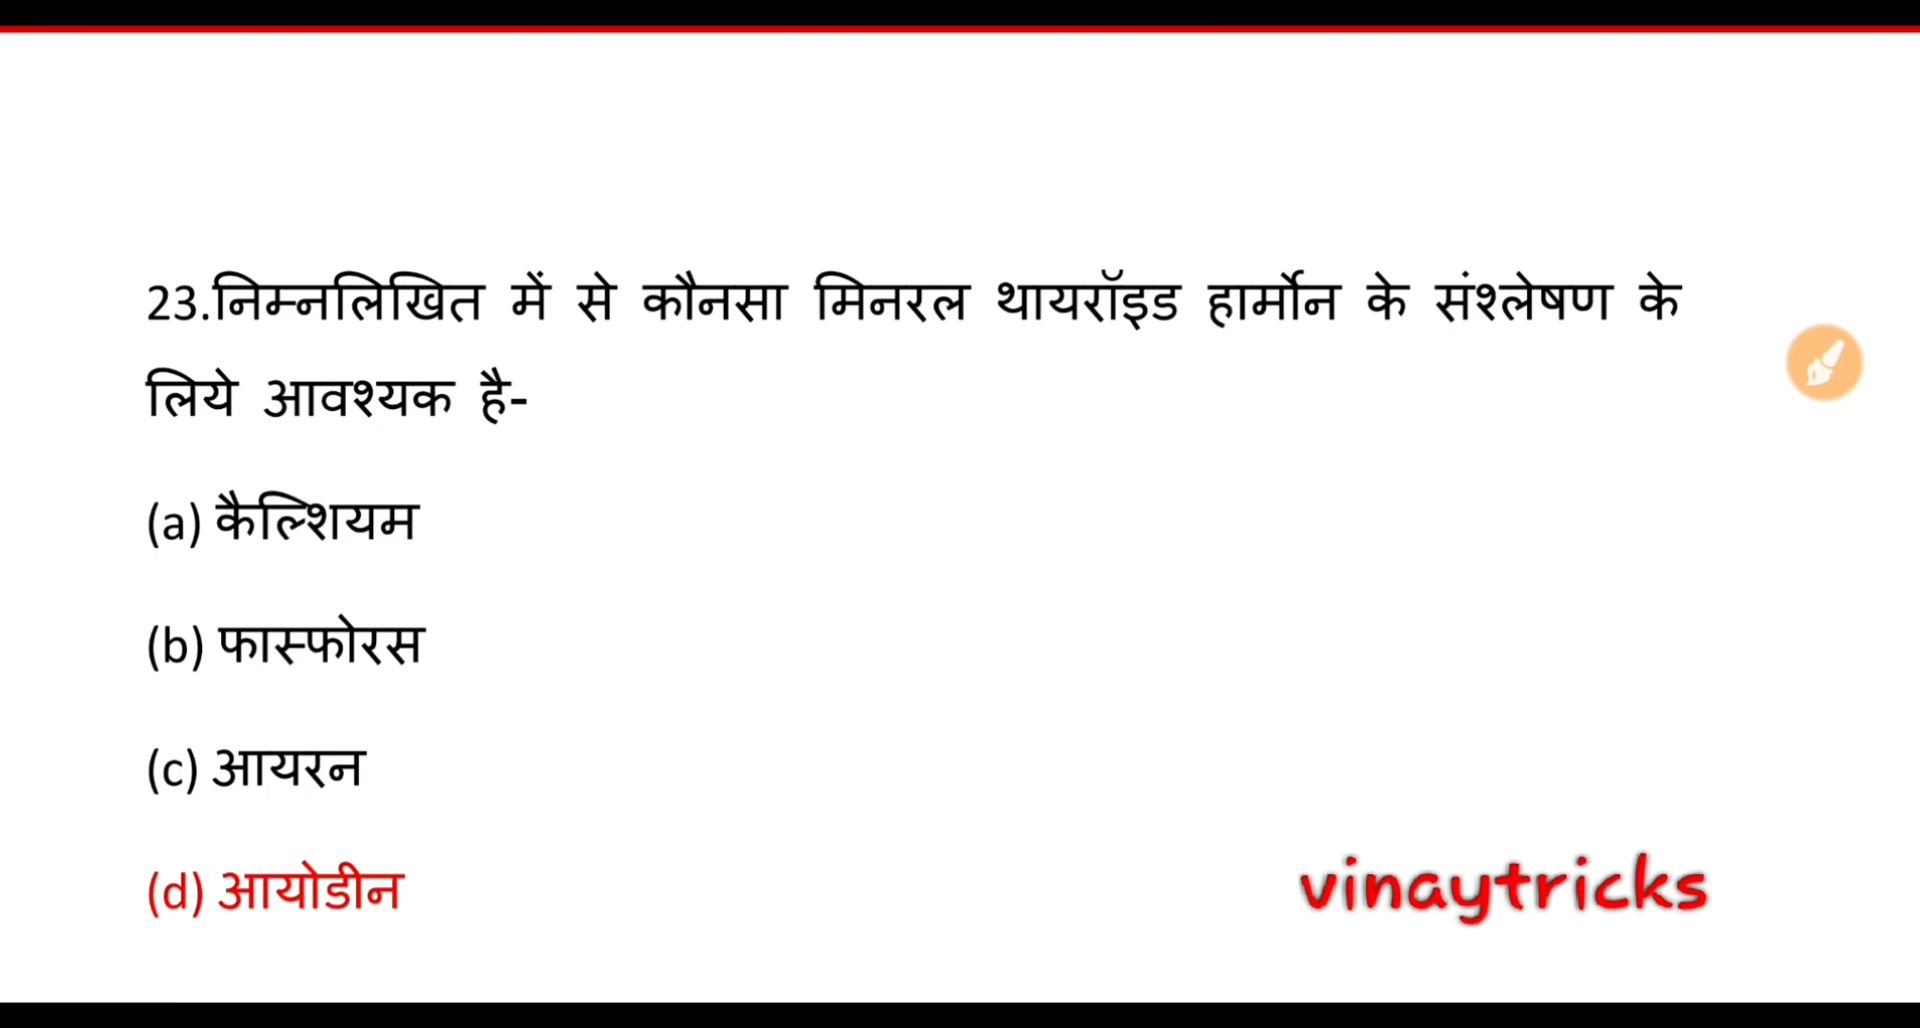 23.निम्नलिखित में से कौनसा मिनरल थायरॉइड हार्मोन के संश्लेषण के
लिये आवश्यक है-
(a) कैल्शियम
(b) फास्फोरस
(c) आयरन
(d) आयोडीन
vinaytricks